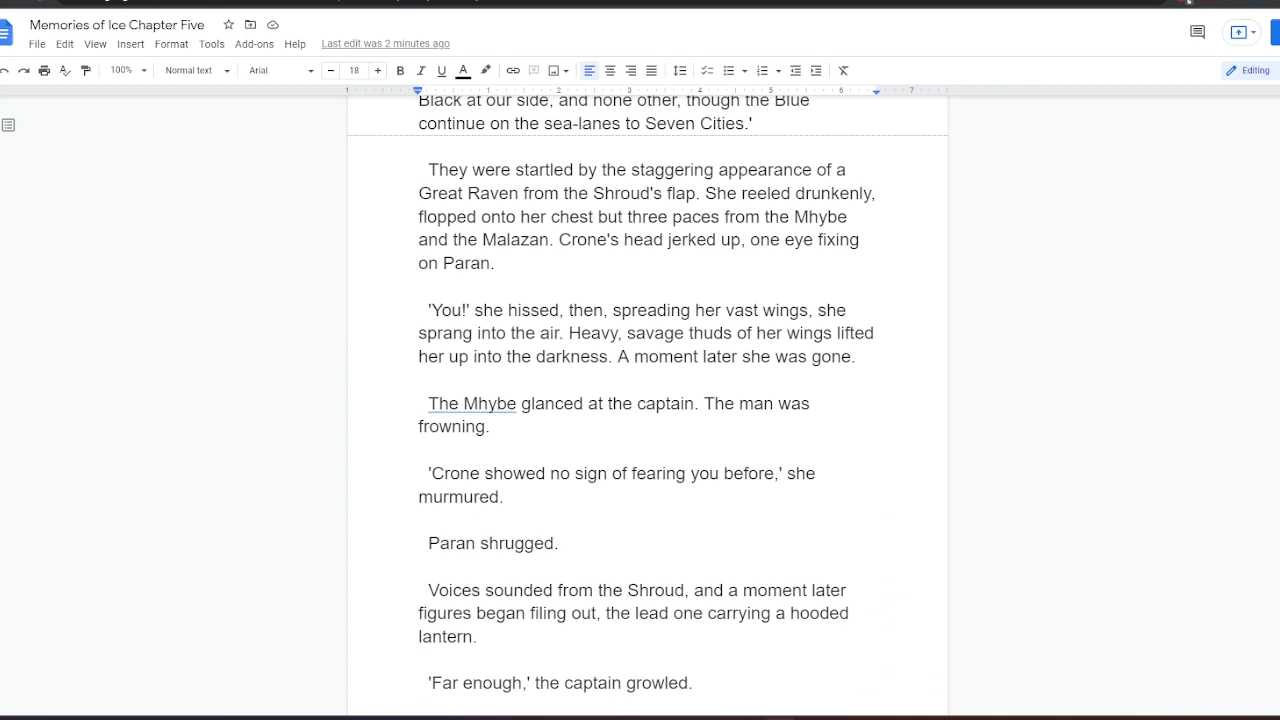 Memories of Ice Chapter Five
File Edit View Insert Format Tools Add-ons Help Last edit was 2 minutes ago
100% Normal text Arial − 18 + B I U A Editing
1 1 2 3 4 5 6 7
Black at our side, and none other, though the Blue
continue on the sea-lanes to Seven Cities.'
They were startled by the staggering appearance of a
Great Raven from the Shroud's flap. She reeled drunkenly,
flopped onto her chest but three paces from the Mhybe
and the Malazan. Crone's head jerked up, one eye fixing
on Paran.
'You!' she hissed, then, spreading her vast wings, she
sprang into the air. Heavy, savage thuds of her wings lifted
her up into the darkness. A moment later she was gone.
The Mhybe glanced at the captain. The man was
frowning.
'Crone showed no sign of fearing you before,' she
murmured.
Paran shrugged.
Voices sounded from the Shroud, and a moment later
figures began filing out, the lead one carrying a hooded
lantern.
'Far enough,' the captain growled.